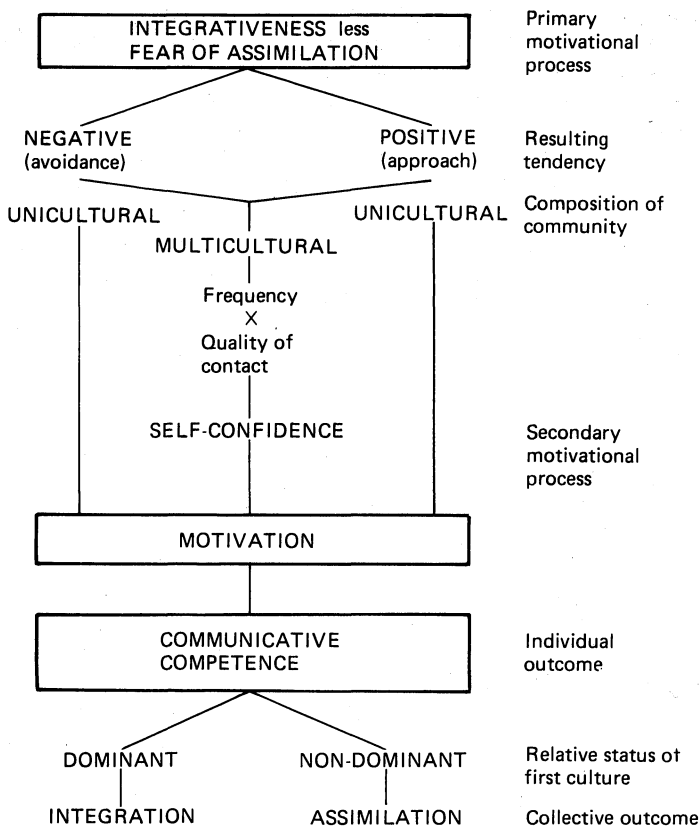 INTEGRATIVENESS less
FEAR OF ASSIMILATION
Primary
motivational
process
NEGATIVE
(avoidance)
POSITIVE
(approach)
Resulting
tendency
UNICULTURAL
MULTICULTURAL
UNICULTURAL
Composition of
community
Frequency
X
Quality of
contact
SELF-CONFIDENCE
Secondary
motivational
process
MOTIVATION
COMMUNICATIVE
COMPETENCE
Individual
outcome
DOMINANT
NON-DOMINANT
Relative status of
first culture
INTEGRATION
ASSIMILATION
Collective outcome